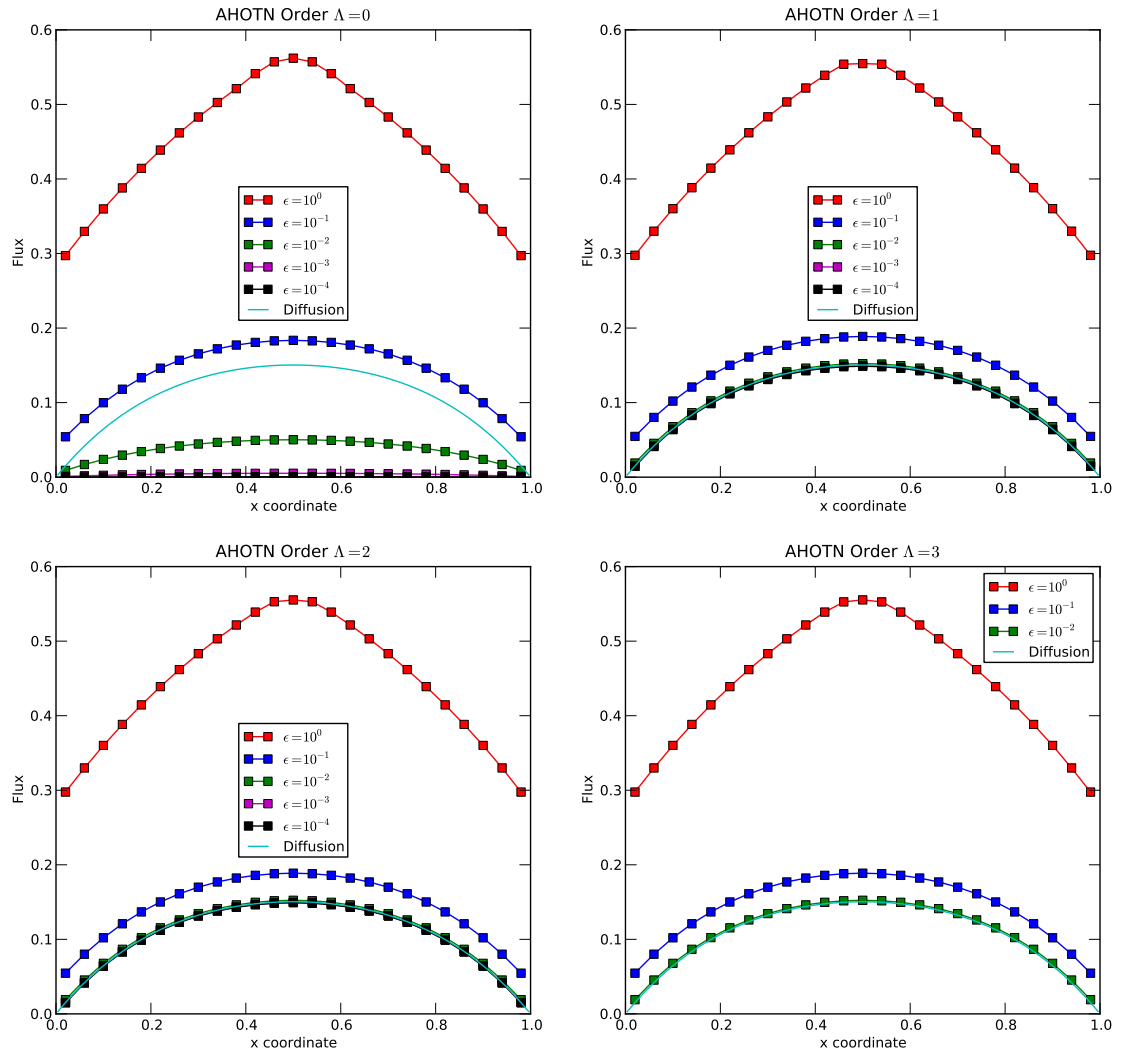 AHOTN Order Λ=0
0.6
0.5
0.4
0.3
0.2
0.1
0.0
Flux
ϵ=10⁰
ϵ=10⁻¹
ϵ=10⁻²
ϵ=10⁻³
ϵ=10⁻⁴
Diffusion
0.0 0.2 0.4 0.6 0.8 1.0
x coordinate
AHOTN Order Λ=1
0.6
0.5
0.4
0.3
0.2
0.1
0.0
Flux
ϵ=10⁰
ϵ=10⁻¹
ϵ=10⁻²
ϵ=10⁻³
ϵ=10⁻⁴
Diffusion
0.0 0.2 0.4 0.6 0.8 1.0
x coordinate
AHOTN Order Λ=2
0.6
0.5
0.4
0.3
0.2
0.1
0.0
Flux
ϵ=10⁰
ϵ=10⁻¹
ϵ=10⁻²
ϵ=10⁻³
ϵ=10⁻⁴
Diffusion
0.0 0.2 0.4 0.6 0.8 1.0
x coordinate
AHOTN Order Λ=3
0.6
0.5
0.4
0.3
0.2
0.1
0.0
Flux
ϵ=10⁰
ϵ=10⁻¹
ϵ=10⁻²
Diffusion
0.0 0.2 0.4 0.6 0.8 1.0
x coordinate